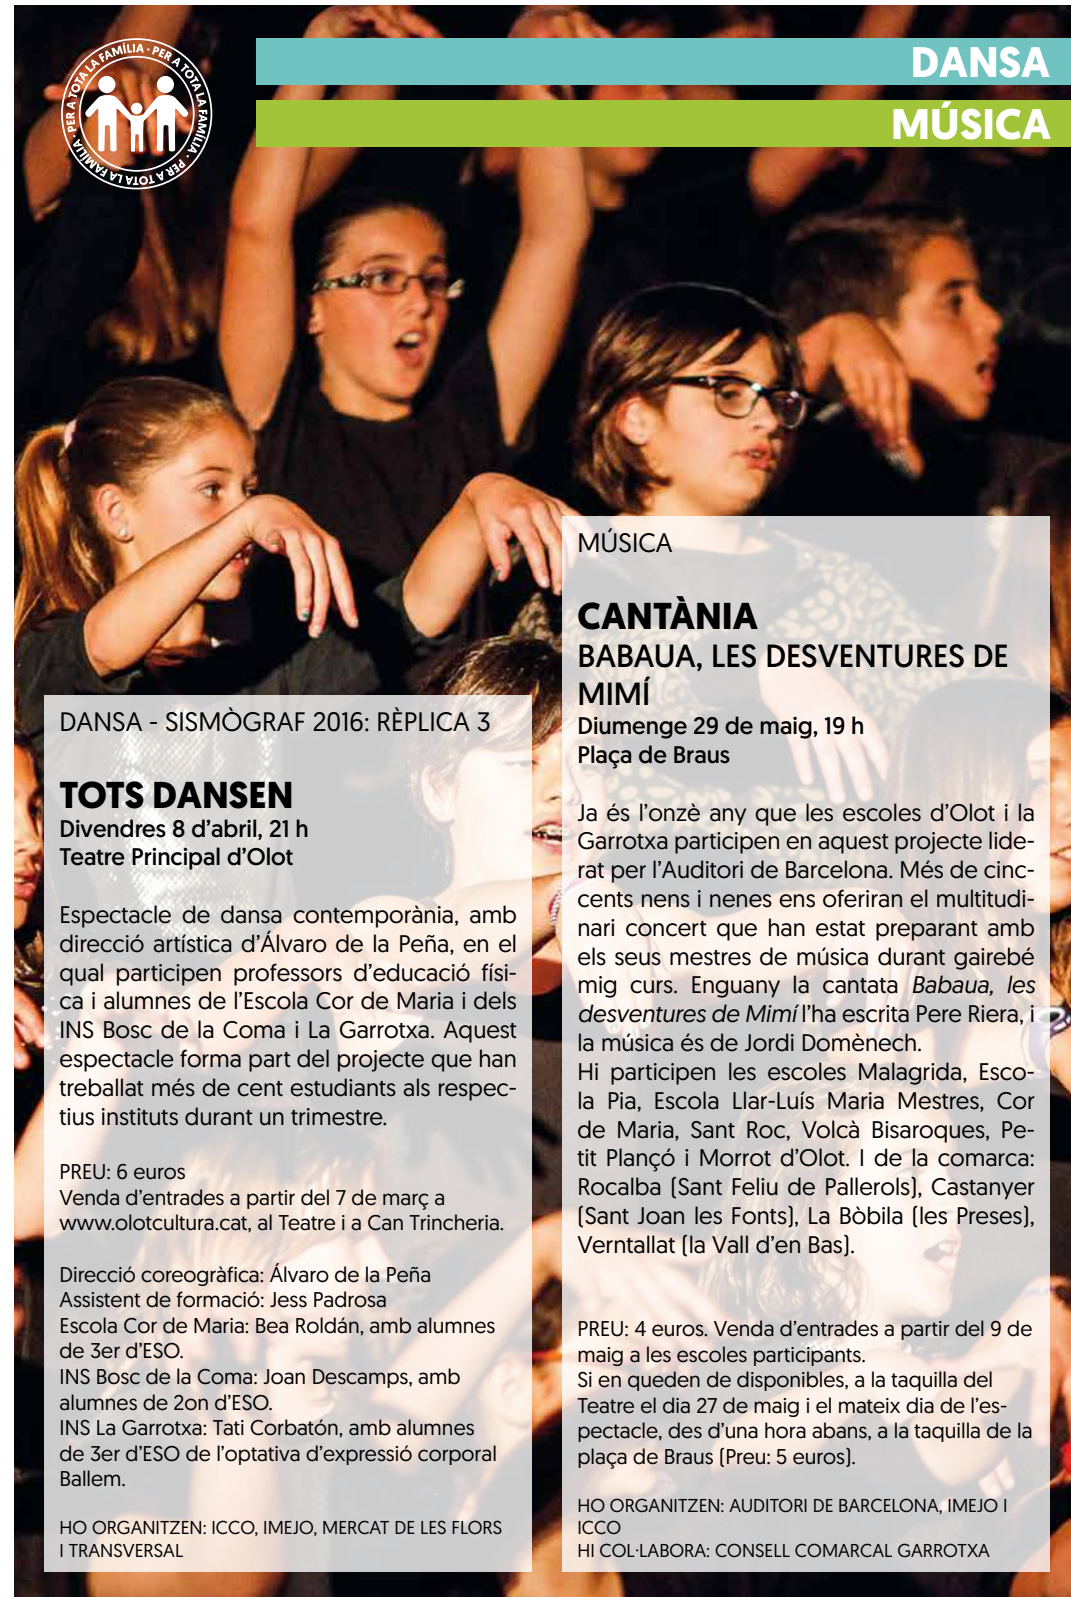 PER A TOTA LA FAMÍLIA · PER A TOTA LA FAMÍLIA · PER A TOTA LA FAMÍLIA ·
DANSA
MÚSICA
DANSA - SISMÒGRAF 2016: RÈPLICA 3
TOTS DANSEN
Divendres 8 d’abril, 21 h
Teatre Principal d’Olot
Espectacle de dansa contemporània, amb
direcció artística d’Álvaro de la Peña, en el
qual participen professors d’educació físi-
ca i alumnes de l’Escola Cor de Maria i dels
INS Bosc de la Coma i La Garrotxa. Aquest
espectacle forma part del projecte que han
treballat més de cent estudiants als respec-
tius instituts durant un trimestre.
PREU: 6 euros
Venda d’entrades a partir del 7 de març a
www.olotcultura.cat, al Teatre i a Can Trincheria.
Direcció coreogràfica: Álvaro de la Peña
Assistent de formació: Jess Padrosa
Escola Cor de Maria: Bea Roldán, amb alumnes
de 3er d’ESO.
INS Bosc de la Coma: Joan Descamps, amb
alumnes de 2on d’ESO.
INS La Garrotxa: Tati Corbatón, amb alumnes
de 3er d’ESO de l’optativa d’expressió corporal
Ballem.
HO ORGANITZEN: ICCO, IMEJO, MERCAT DE LES FLORS
I TRANSVERSAL
MÚSICA
CANTÀNIA
BABAUA, LES DESVENTURES DE
MIMÍ
Diumenge 29 de maig, 19 h
Plaça de Braus
Ja és l’onzè any que les escoles d’Olot i la
Garrotxa participen en aquest projecte lide-
rat per l’Auditori de Barcelona. Més de cinc-
cents nens i nenes ens oferiran el multitudi-
nari concert que han estat preparant amb
els seus mestres de música durant gairebé
mig curs. Enguany la cantata Babaua, les
desventures de Mimí l’ha escrita Pere Riera, i
la música és de Jordi Domènech.
Hi participen les escoles Malagrida, Esco-
la Pia, Escola Llar-Luís Maria Mestres, Cor
de Maria, Sant Roc, Volcà Bisaroques, Pe-
tit Plançó i Morrot d’Olot. I de la comarca:
Rocalba (Sant Feliu de Pallerols), Castanyer
(Sant Joan les Fonts), La Bòbila (les Preses),
Verntallat (la Vall d’en Bas).
PREU: 4 euros. Venda d’entrades a partir del 9 de
maig a les escoles participants.
Si en queden de disponibles, a la taquilla del
Teatre el dia 27 de maig i el mateix dia de l’es-
pectacle, des d’una hora abans, a la taquilla de la
plaça de Braus (Preu: 5 euros).
HO ORGANITZEN: AUDITORI DE BARCELONA, IMEJO I
ICCO
HI COL·LABORA: CONSELL COMARCAL GARROTXA